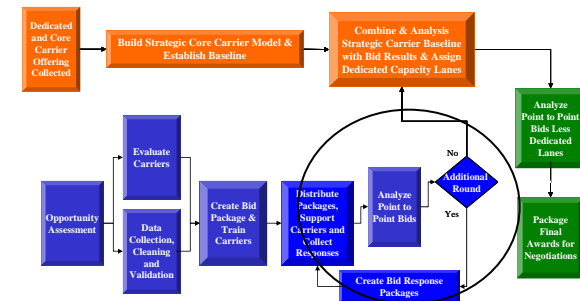 Dedicated
and Core
Carrier
Offering
Collected
Build Strategic Core Carrier Model &
Establish Baseline
Combine & Analysis
Strategic Carrier Baseline
with Bid Results & Assign
Dedicated Capacity Lanes
Analyze
Point to Point
Bids Less
Dedicated
Lanes
Package
Final
Awards for
Negotiations
Opportunity
Assessment
Evaluate
Carriers
Data
Collection,
Cleaning
and
Validation
Create Bid
Package &
Train
Carriers
Distribute
Packages,
Support
Carriers and
Collect
Responses
Analyze
Point to
Point Bids
No
Additional
Round
Yes
Create Bid Response
Packages